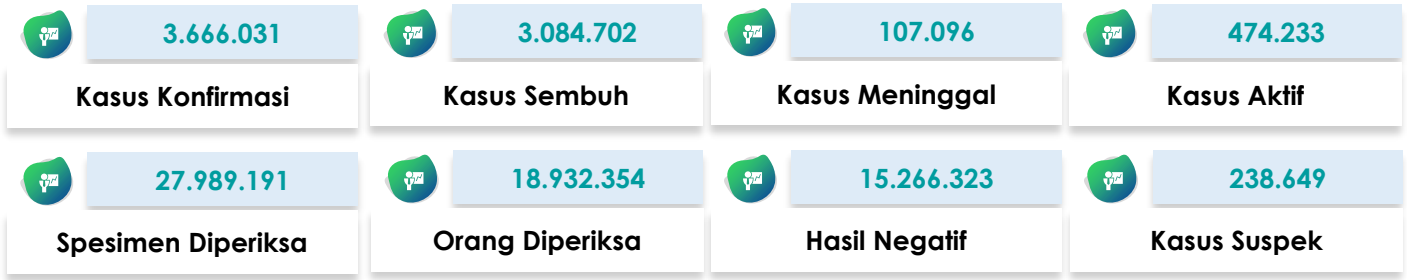 3.666.031
Kasus Konfirmasi
3.084.702
Kasus Sembuh
107.096
Kasus Meninggal
474.233
Kasus Aktif
27.989.191
Spesimen Diperiksa
18.932.354
Orang Diperiksa
15.266.323
Hasil Negatif
238.649
Kasus Suspek